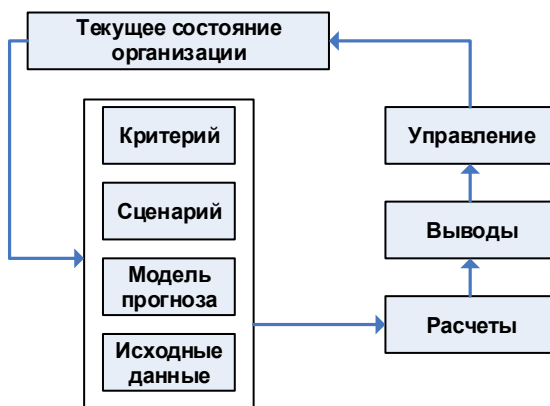 Текущее состояние
организации
Критерий
Сценарий
Модель
прогноза
Исходные
данные
Управление
Выводы
Расчеты